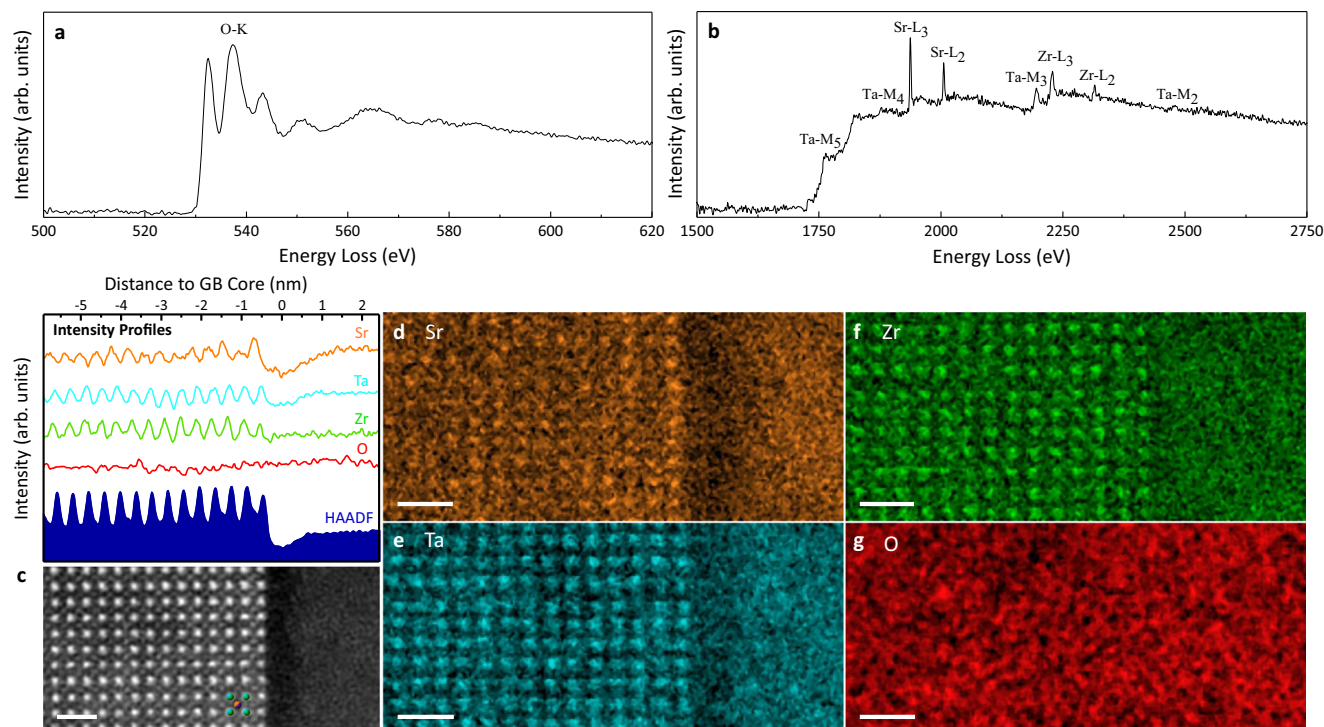 a
O-K
Intensity (arb. units)
500 520 540 560 580 600 620
Energy Loss (eV)
b
Sr-L3
Sr-L2
Zr-L3
Ta-M3
Zr-L2
Ta-M4
Ta-M2
Ta-M5
Intensity (arb. units)
1500 1750 2000 2250 2500 2750
Energy Loss (eV)
Distance to GB Core (nm)
-5 -4 -3 -2 -1 0 1 2
Intensity Profiles
Sr
Ta
Zr
O
HAADF
Intensity (arb. units)
c
d Sr
f Zr
e Ta
g O